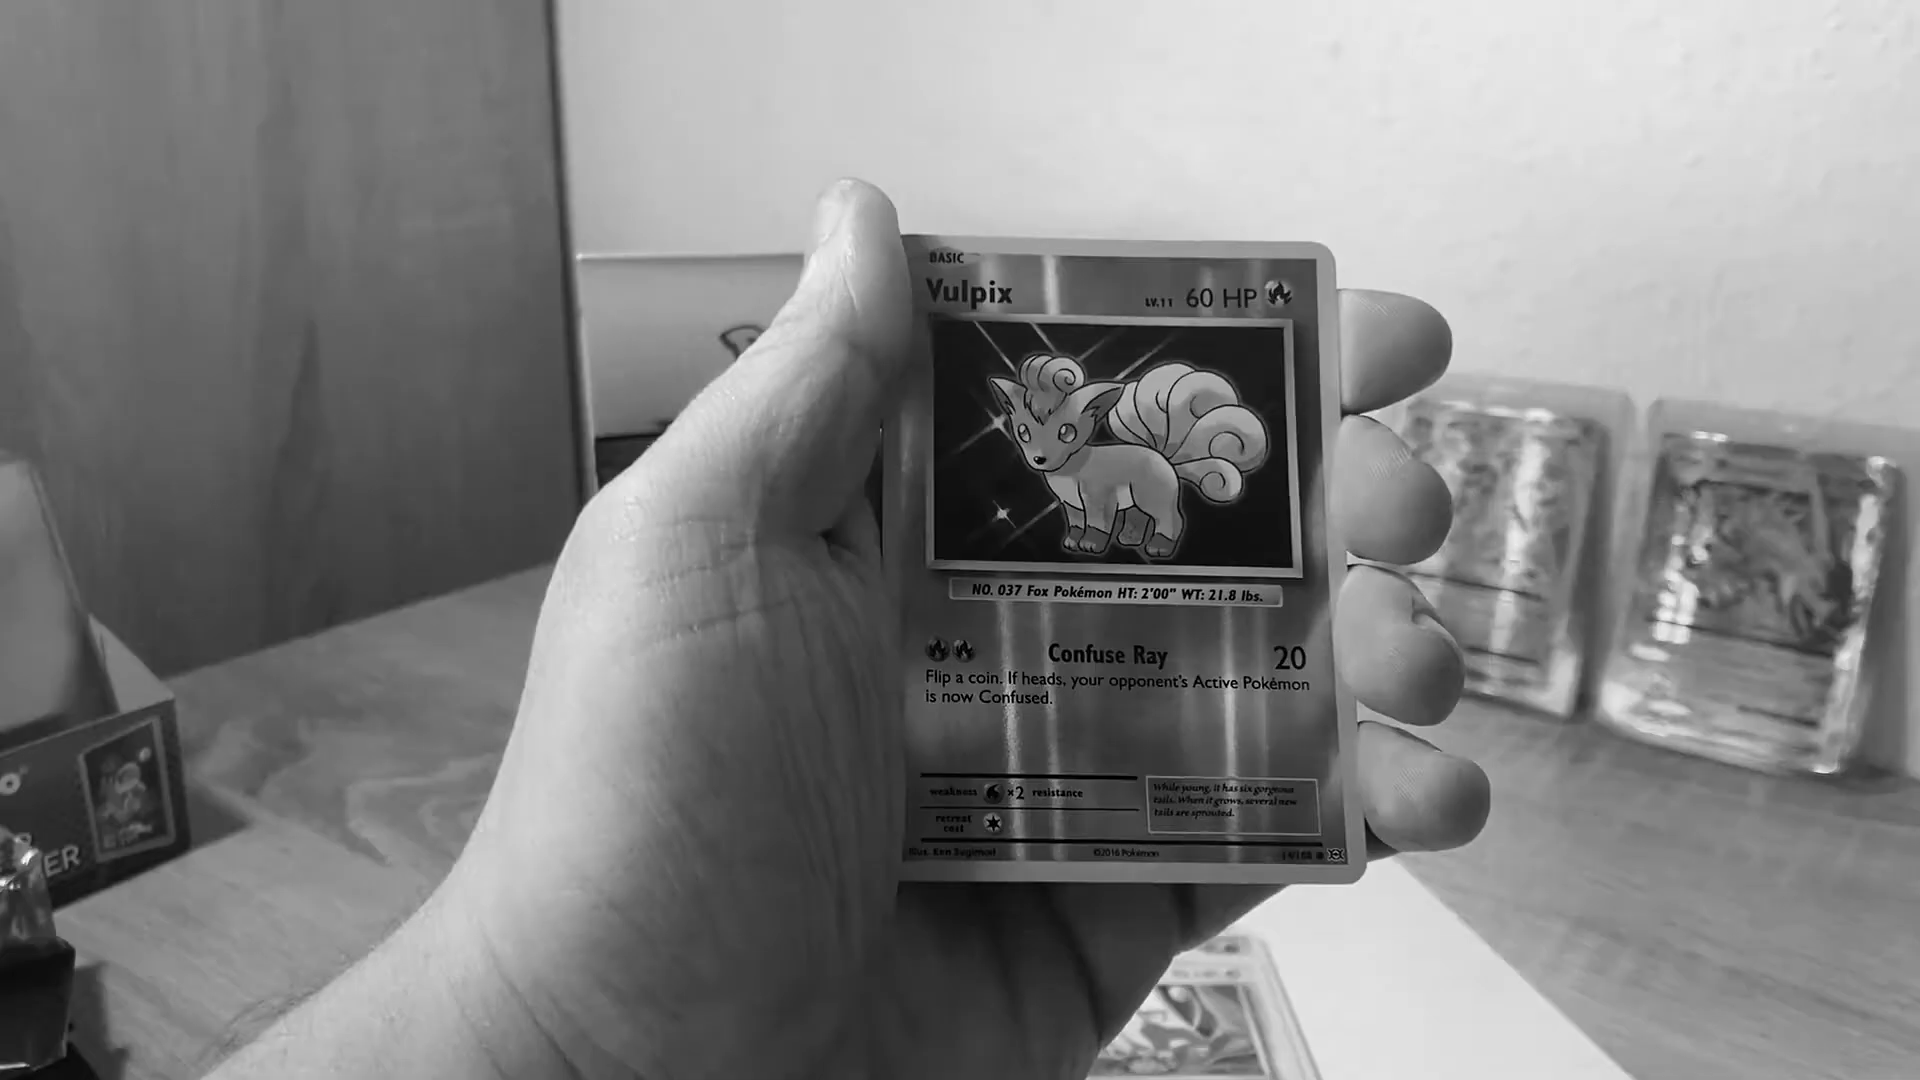 BASIC
Vulpix
LV.11 60 HP
NO. 037 Fox Pokémon HT: 2'00" WT: 21.8 lbs.
Confuse Ray 20
Flip a coin. If heads, your opponent's Active Pokémon
is now Confused.
weakness ×2 resistance
retreat
cost
While young, it has six gorgeous
tails. When it grows, several new
tails are sprouted.
Illus. Ken Sugimori ©2016 Pokémon
ER